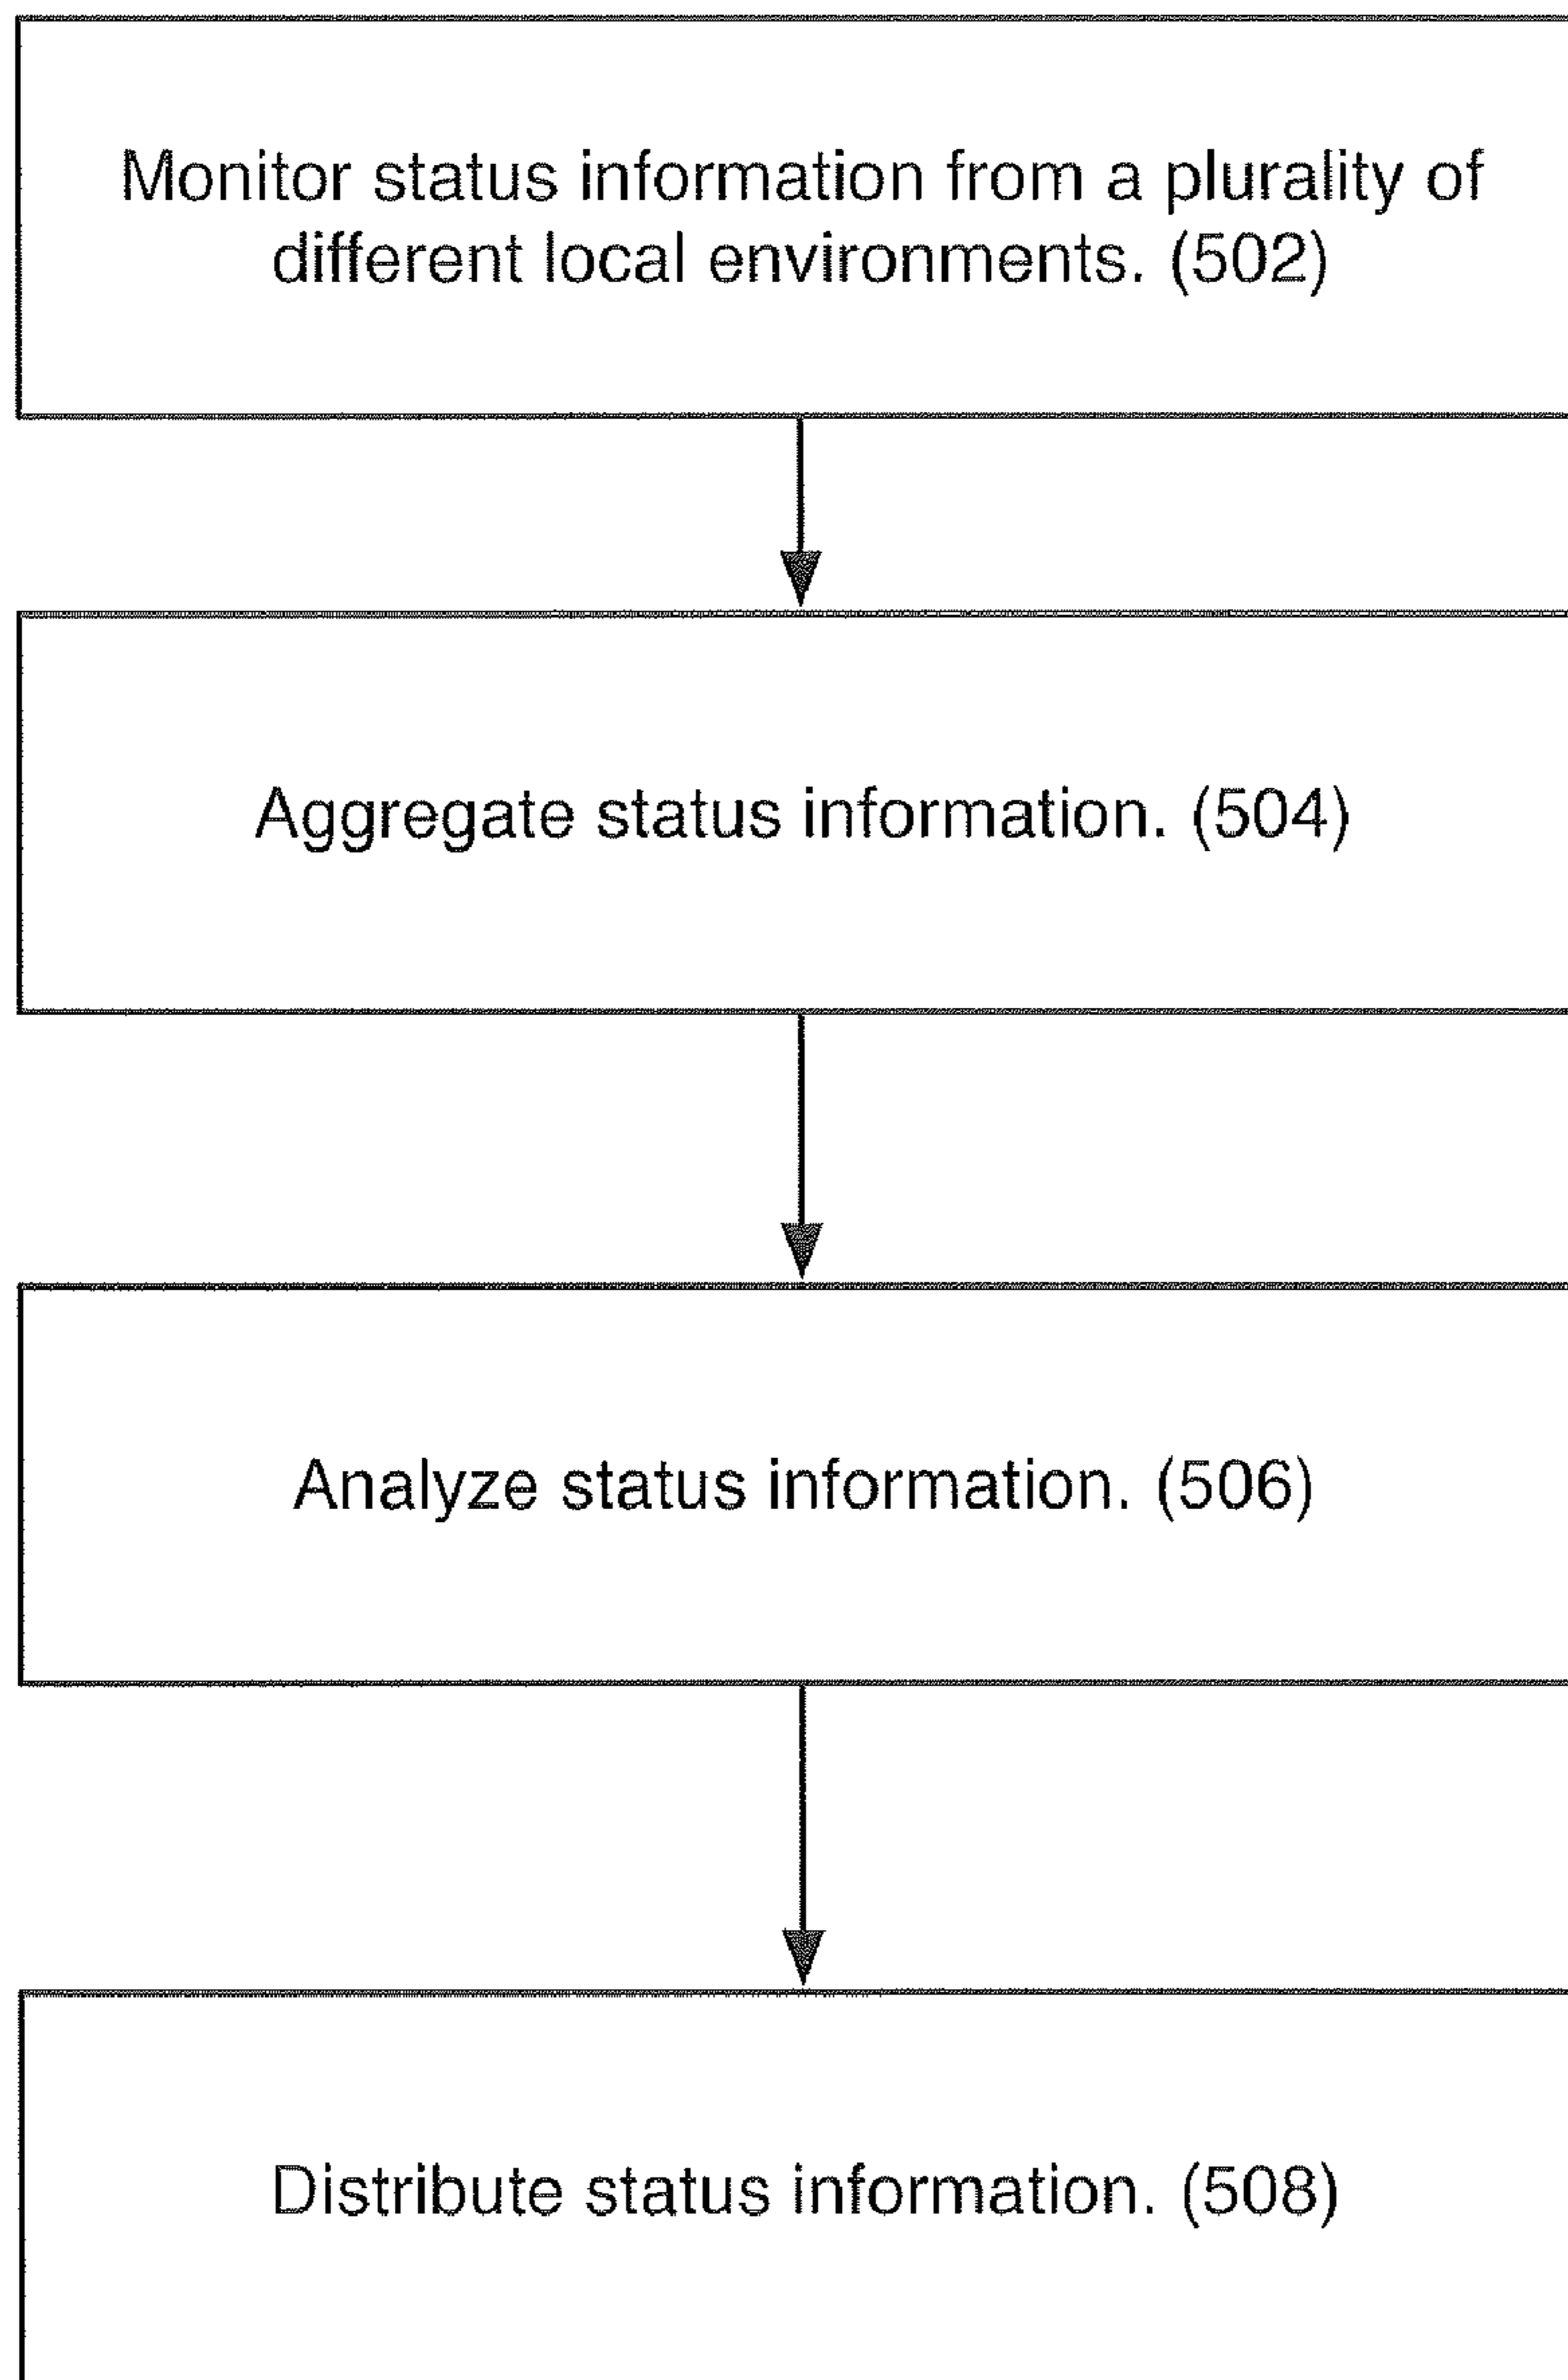 Monitor status information from a plurality of
different local environments. (502)
Aggregate status information. (504)
Analyze status information. (506)
Distribute status information. (508)